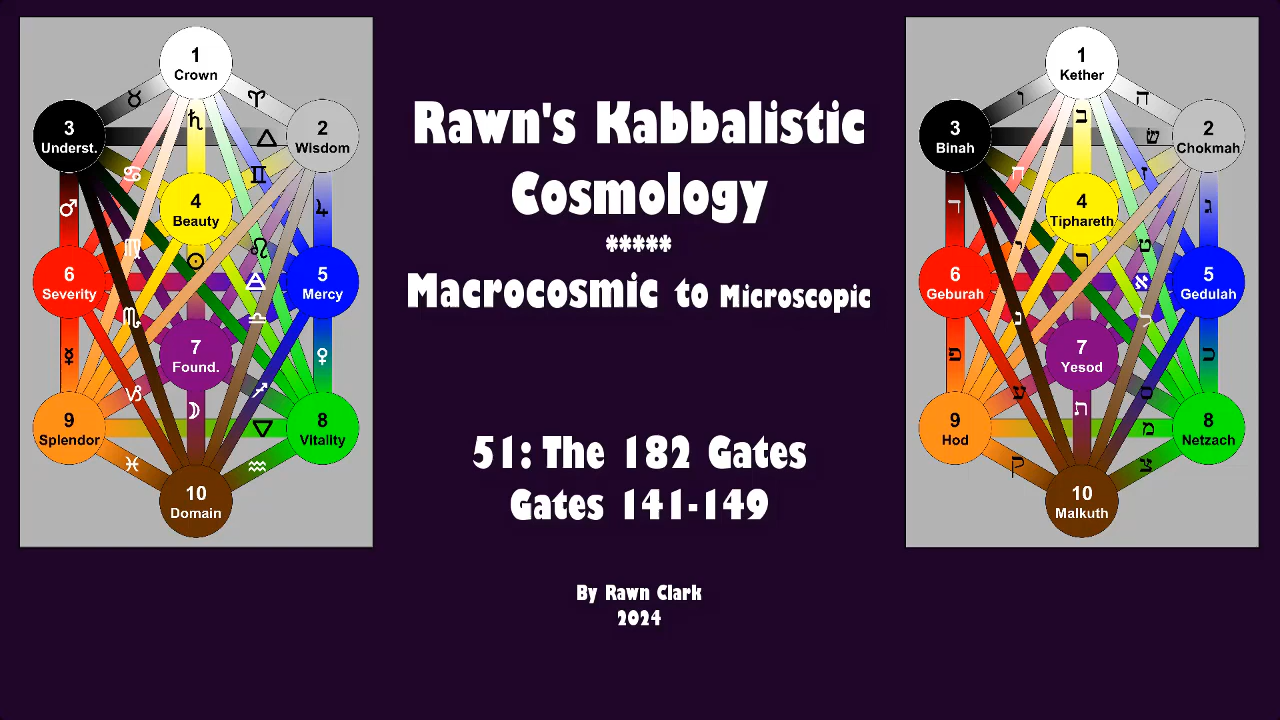 1
Crown
♉ ♈
3
Underst.
♄
△
2
Wisdom
♋ ♊
♂
4
Beauty
♃
♍ ☉ ♌
6
Severity
5
Mercy
♏ ♎
☿
7
Found.
♀
♑ ☽ ♐
9
Splendor
▽
8
Vitality
♓ ♒
10
Domain
Rawn's Kabbalistic
Cosmology
*****
Macrocosmic to Microscopic
51: The 182 Gates
Gates 141-149
By Rawn Clark
2024
1
Kether
ו ה
3
Binah
ב
ש
2
Chokmah
ח ז
ד
4
Tiphareth
ג
י ר ט
6
Geburah
א
5
Gedulah
נ ל
פ
7
Yesod
ע ת ס
9
Hod
מ
8
Netzach
ק צ
10
Malkuth